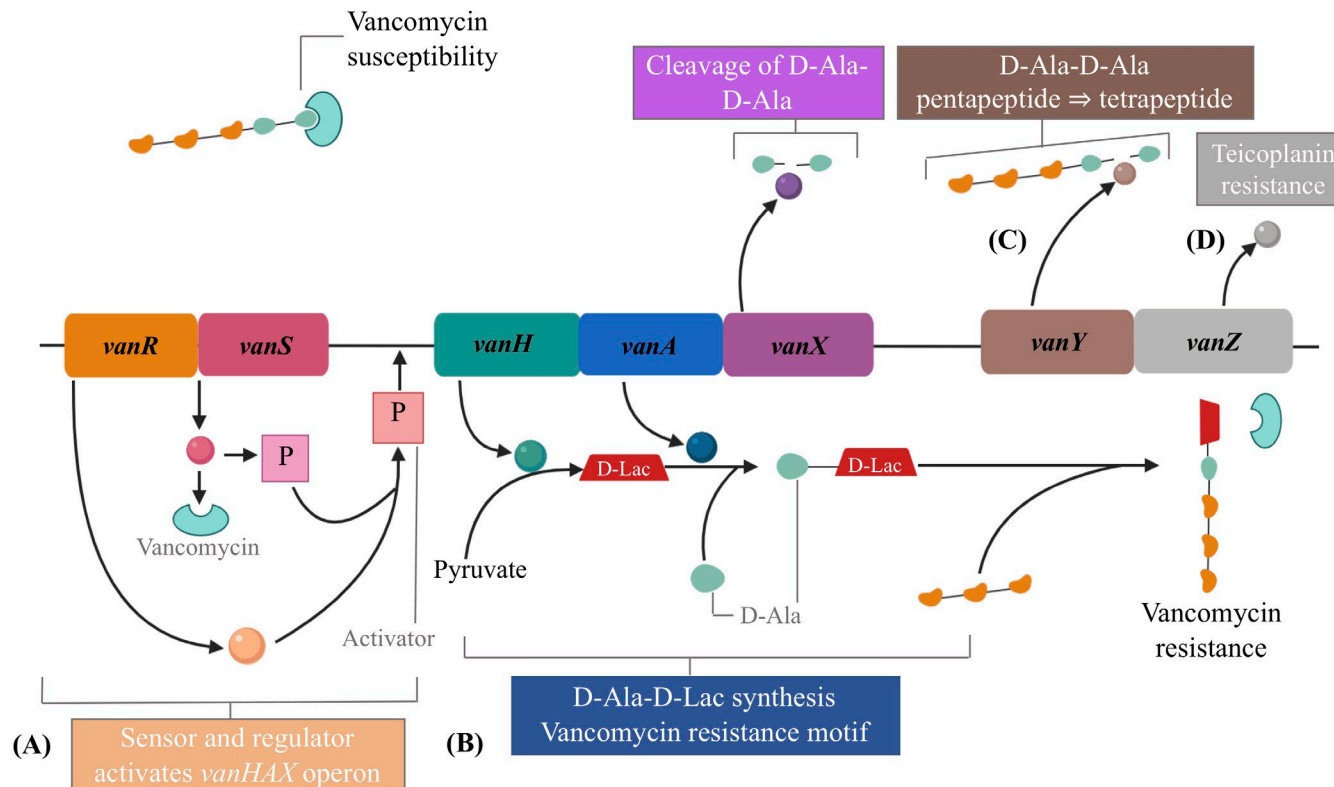 Vancomycin
susceptibility
Cleavage of D-Ala-
D-Ala
D-Ala-D-Ala
pentapeptide ⇒ tetrapeptide
Teicoplanin
resistance
(C)
(D)
vanR
vanS
vanH
vanA
vanX
vanY
vanZ
P
P
D-Lac
D-Lac
Vancomycin
Pyruvate
D-Ala
Activator
Vancomycin
resistance
(A)
Sensor and regulator
activates vanHAX operon
(B)
D-Ala-D-Lac synthesis
Vancomycin resistance motif